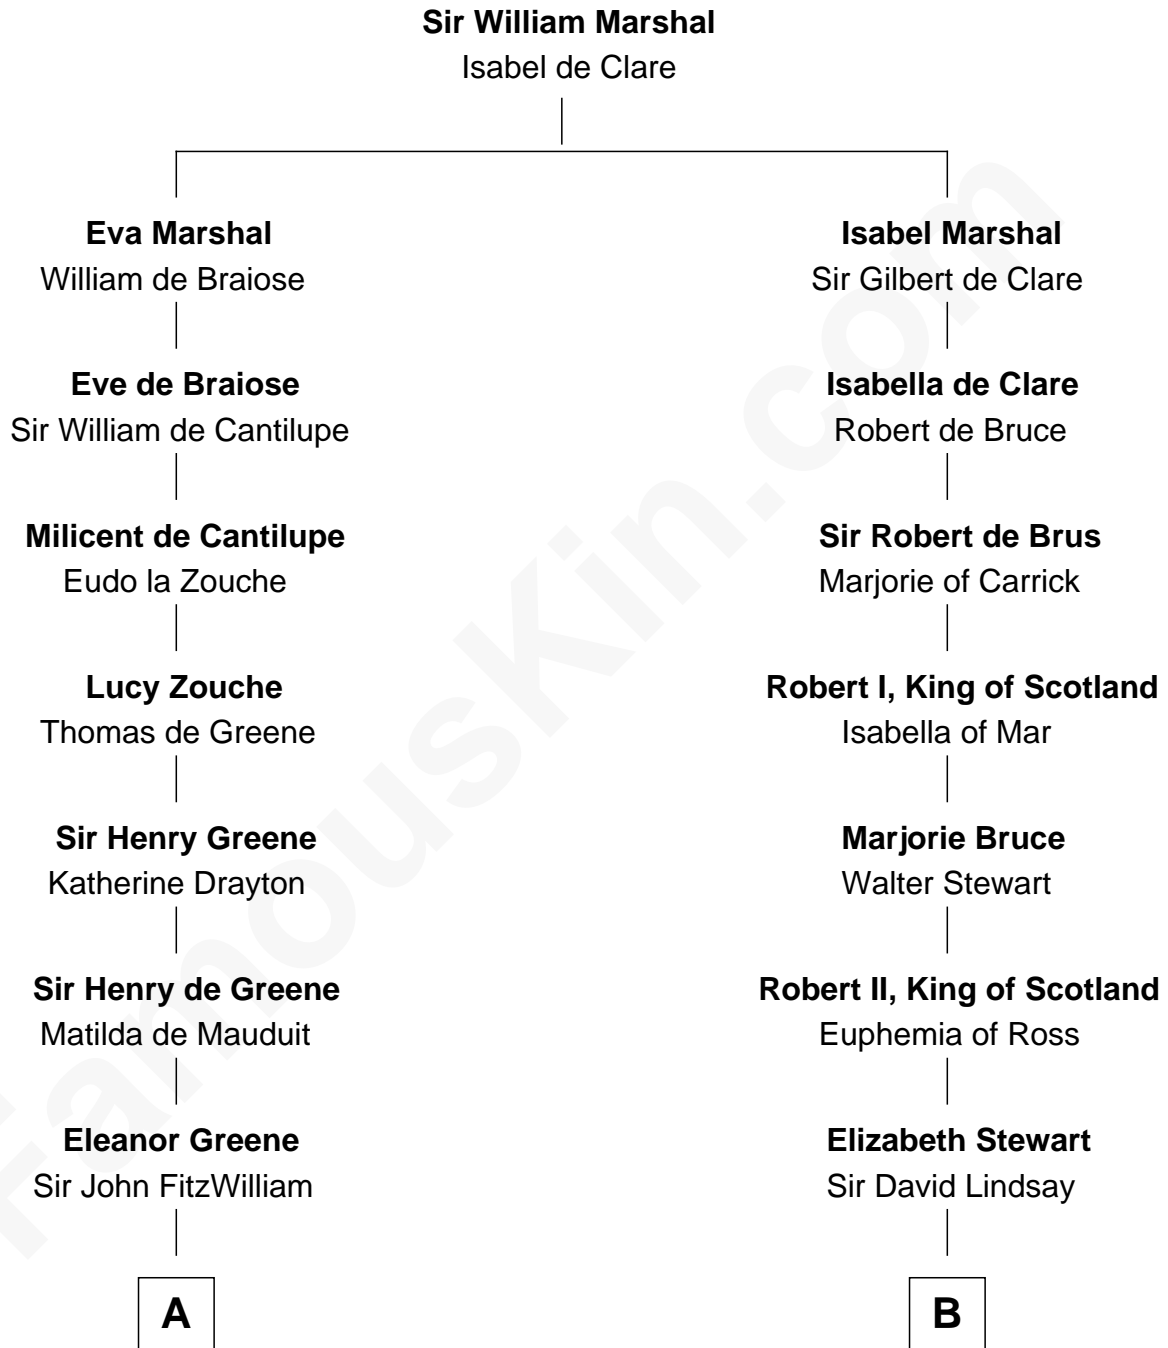 Sir William Marshal
Isabel de Clare
Eva Marshal
William de Braiose
Eve de Braiose
Sir William de Cantilupe
Milicent de Cantilupe
Eudo la Zouche
Lucy Zouche
Thomas de Greene
Sir Henry Greene
Katherine Drayton
Sir Henry de Greene
Matilda de Mauduit
Eleanor Greene
Sir John FitzWilliam
A
Isabel Marshal
Sir Gilbert de Clare
Isabella de Clare
Robert de Bruce
Sir Robert de Brus
Marjorie of Carrick
Robert I, King of Scotland
Isabella of Mar
Marjorie Bruce
Walter Stewart
Robert II, King of Scotland
Euphemia of Ross
Elizabeth Stewart
Sir David Lindsay
B
FamousKin.com